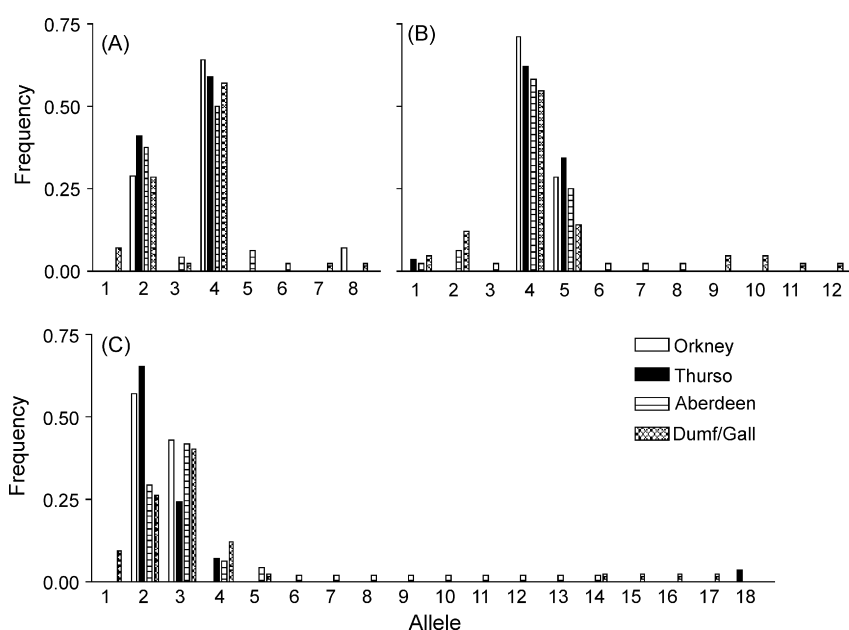 (A)
Frequency
0.75
0.50
0.25
0.00
1 2 3 4 5 6 7 8
(B)
1 2 3 4 5 6 7 8 9 10 11 12
(C)
Frequency
0.75
0.50
0.25
0.00
1 2 3 4 5 6 7 8 9 10 11 12 13 14 15 16 17 18
Allele
Orkney
Thurso
Aberdeen
Dumf/Gall